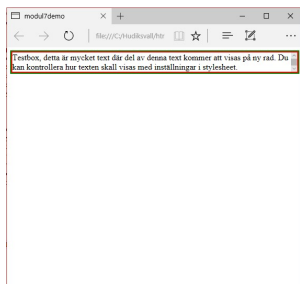 modul7demo
file:///C:/Hudiksvall/htr
Testbox, detta är mycket text där del av denna text kommer att visas på ny rad. Du
kan kontrollera hur texten skall visas med inställningar i stylesheet.